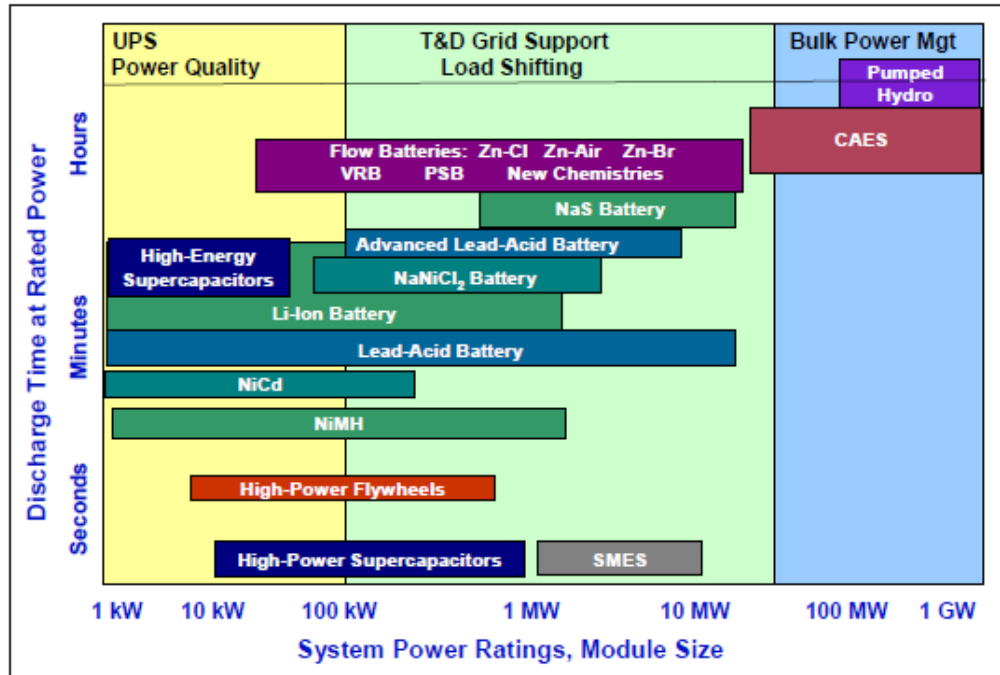 UPS
Power Quality
T&D Grid Support
Load Shifting
Bulk Power Mgt
Pumped
Hydro
CAES
Flow Batteries: Zn-Cl Zn-Air Zn-Br
VRB PSB New Chemistries
NaS Battery
Advanced Lead-Acid Battery
High-Energy
Supercapacitors
NaNiCl₂ Battery
Li-Ion Battery
Lead-Acid Battery
NiCd
NiMH
High-Power Flywheels
High-Power Supercapacitors
SMES
Discharge Time at Rated Power
Hours
Minutes
Seconds
1 kW 10 kW 100 kW 1 MW 10 MW 100 MW 1 GW
System Power Ratings, Module Size